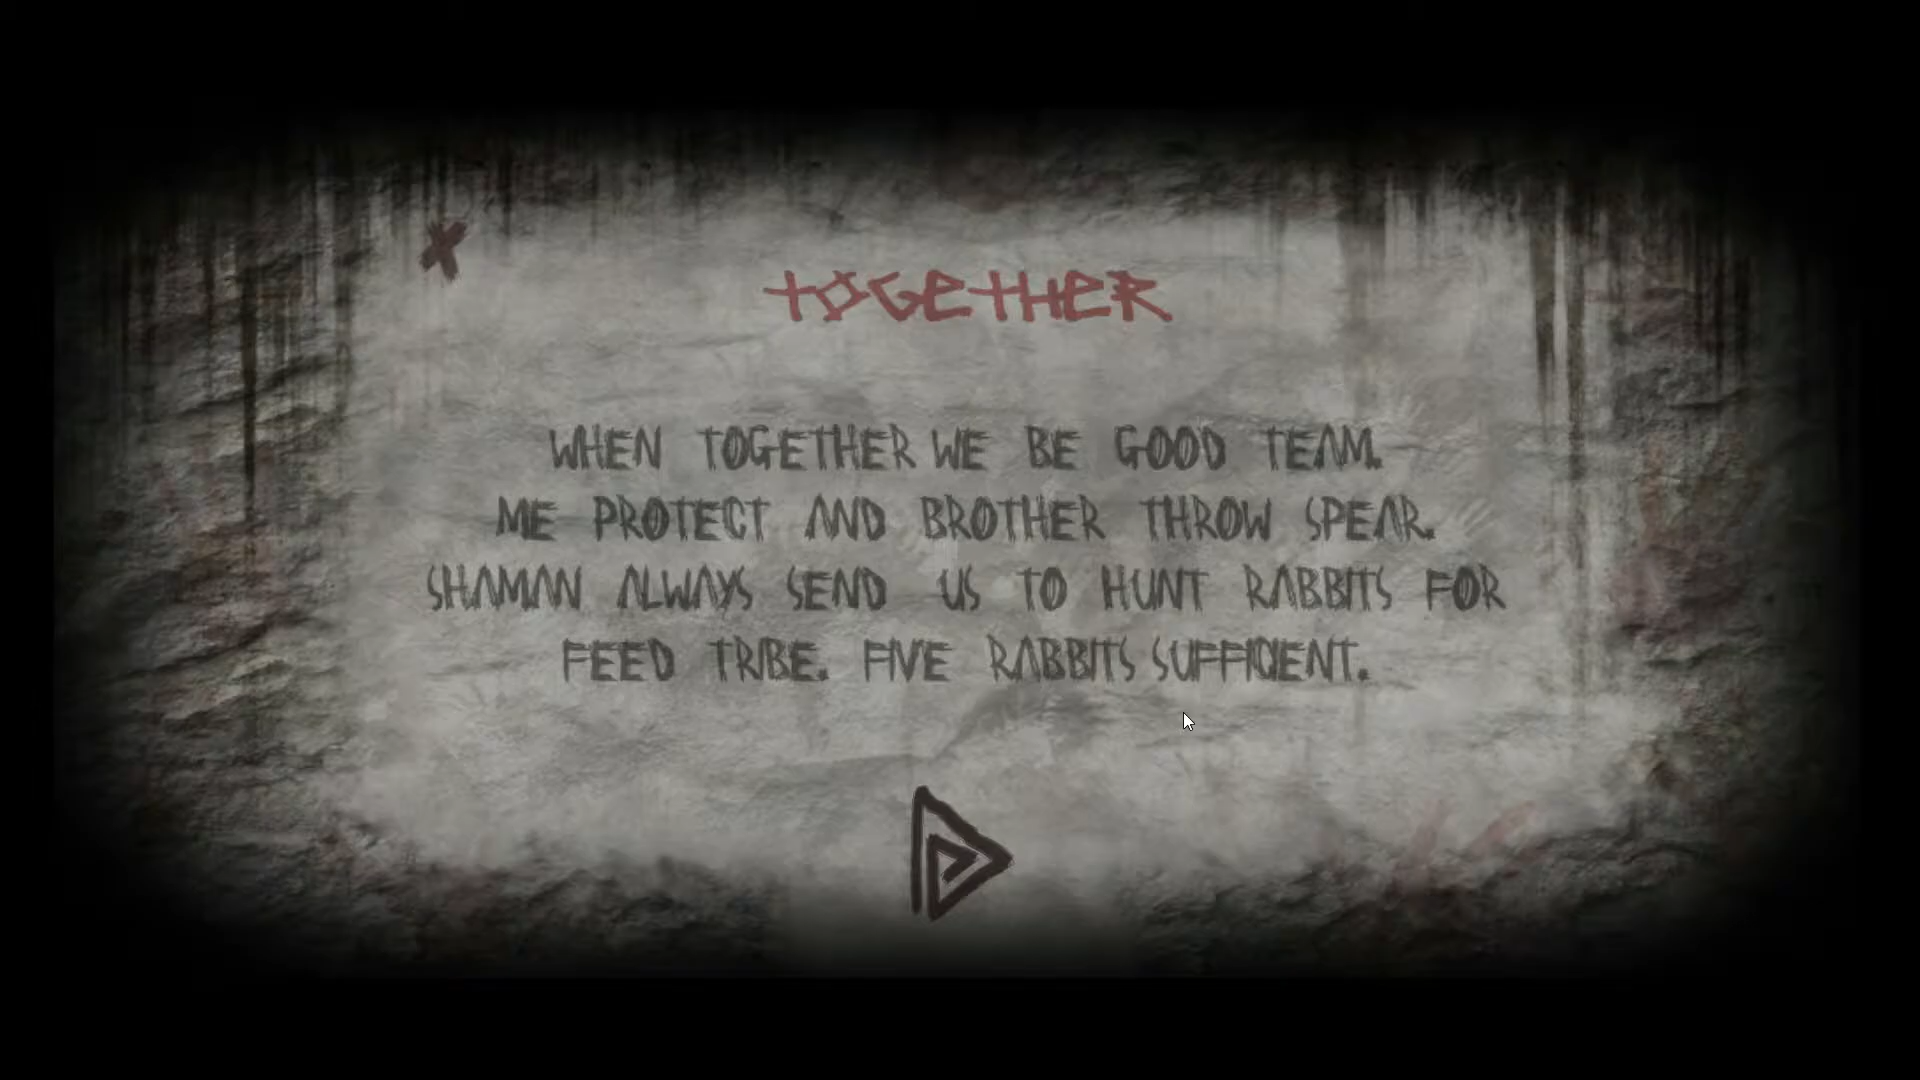 TOGETHER
WHEN TOGETHER WE BE GOOD TEAM.
ME PROTECT AND BROTHER THROW SPEAR.
SHAMAN ALWAYS SEND US TO HUNT RABBITS FOR
FEED TRIBE. FIVE RABBITS SUFFICIENT.